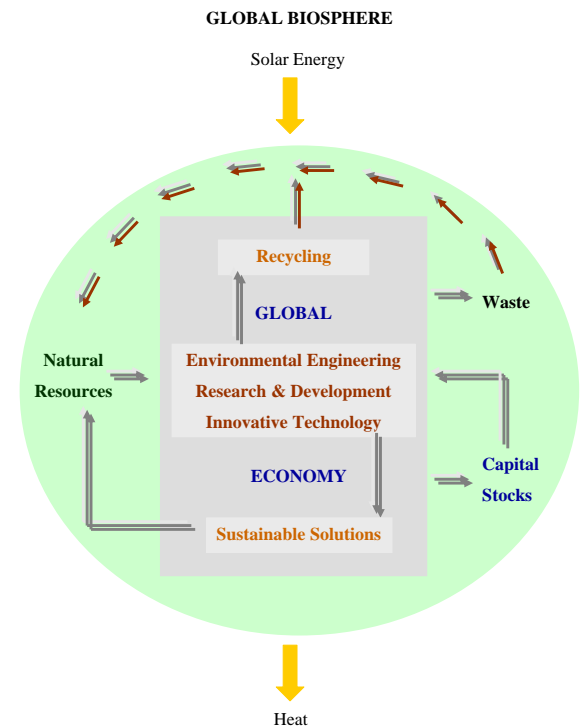 GLOBAL BIOSPHERE
Solar Energy
Recycling
Waste
GLOBAL
Natural
Resources
Environmental Engineering
Research & Development
Innovative Technology
ECONOMY
Capital
Stocks
Sustainable Solutions
Heat